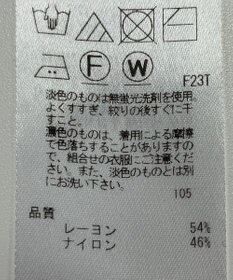 F W
F23T
淡色のものは無蛍光洗剤を使用。
よくすすぎ、絞りの後すぐに干
すこと。
濃色のものは、着用による摩擦
で色落ちすることがありますの
で、組合せの衣服にご注意くだ
さい。また、淡色のものとは別
にお洗い下さい。
105
品質
レーヨン 54%
ナイロン 46%